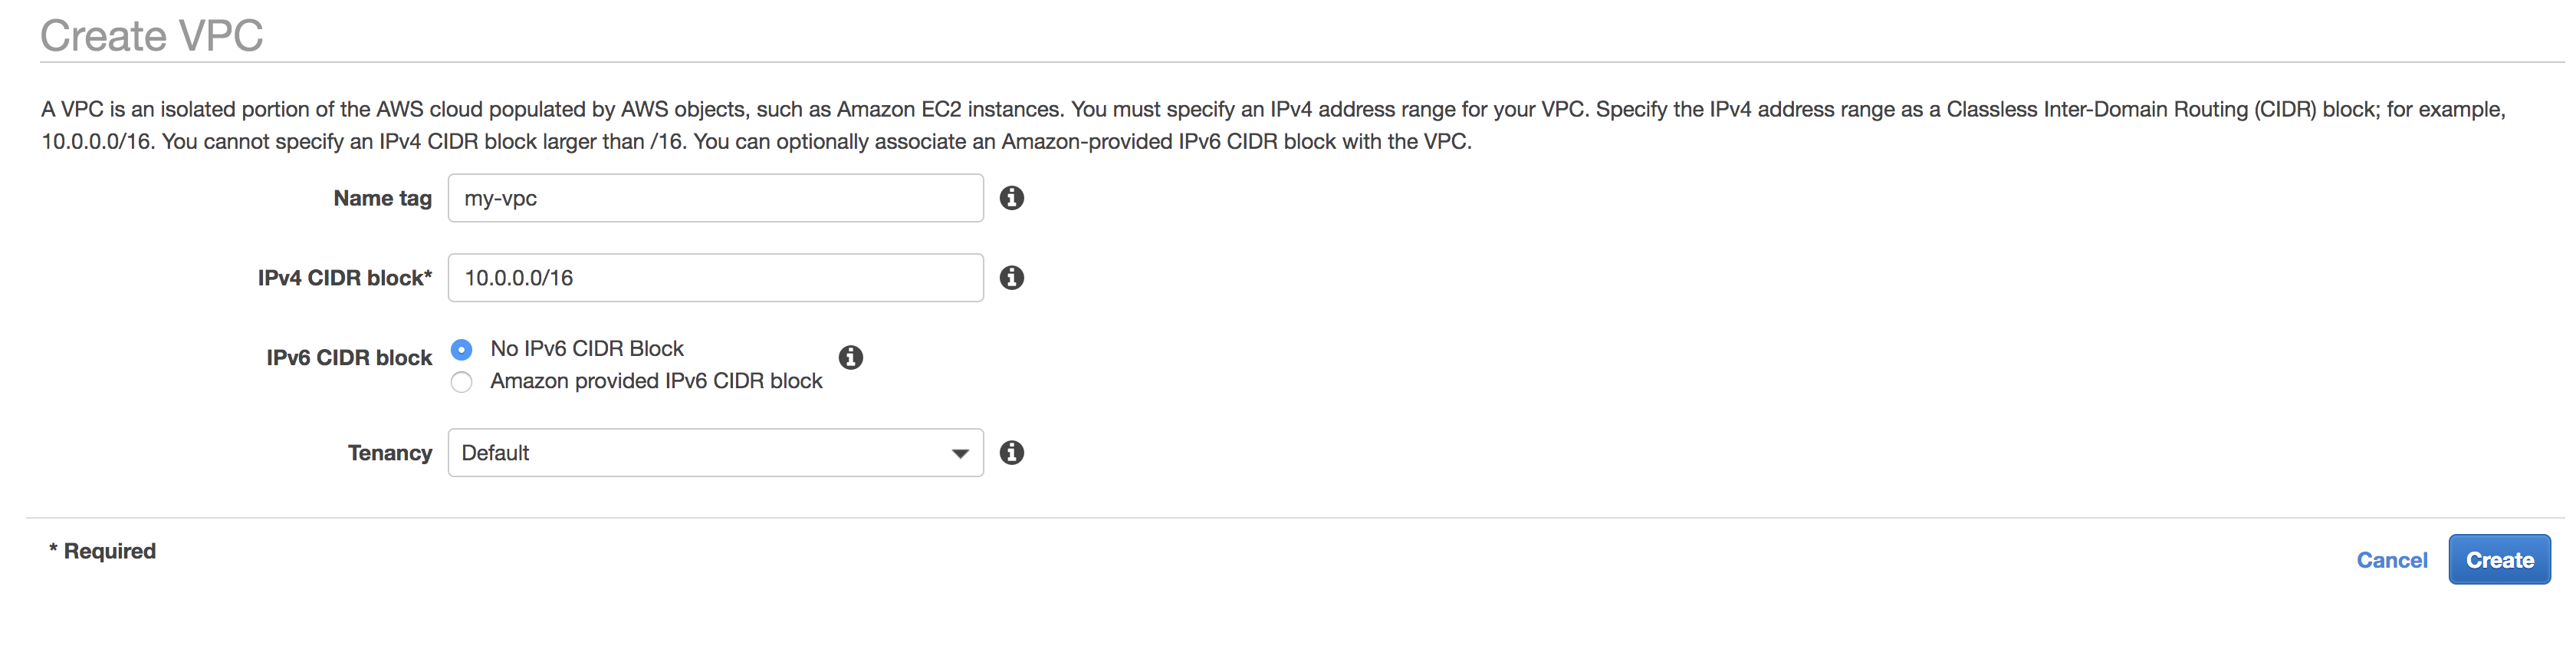 Create VPC
A VPC is an isolated portion of the AWS cloud populated by AWS objects, such as Amazon EC2 instances. You must specify an IPv4 address range for your VPC. Specify the IPv4 address range as a Classless Inter-Domain Routing (CIDR) block; for example,
10.0.0.0/16. You cannot specify an IPv4 CIDR block larger than /16. You can optionally associate an Amazon-provided IPv6 CIDR block with the VPC.
Name tag my-vpc
IPv4 CIDR block* 10.0.0.0/16
IPv6 CIDR block No IPv6 CIDR Block
Amazon provided IPv6 CIDR block
Tenancy Default
* Required
Cancel Create